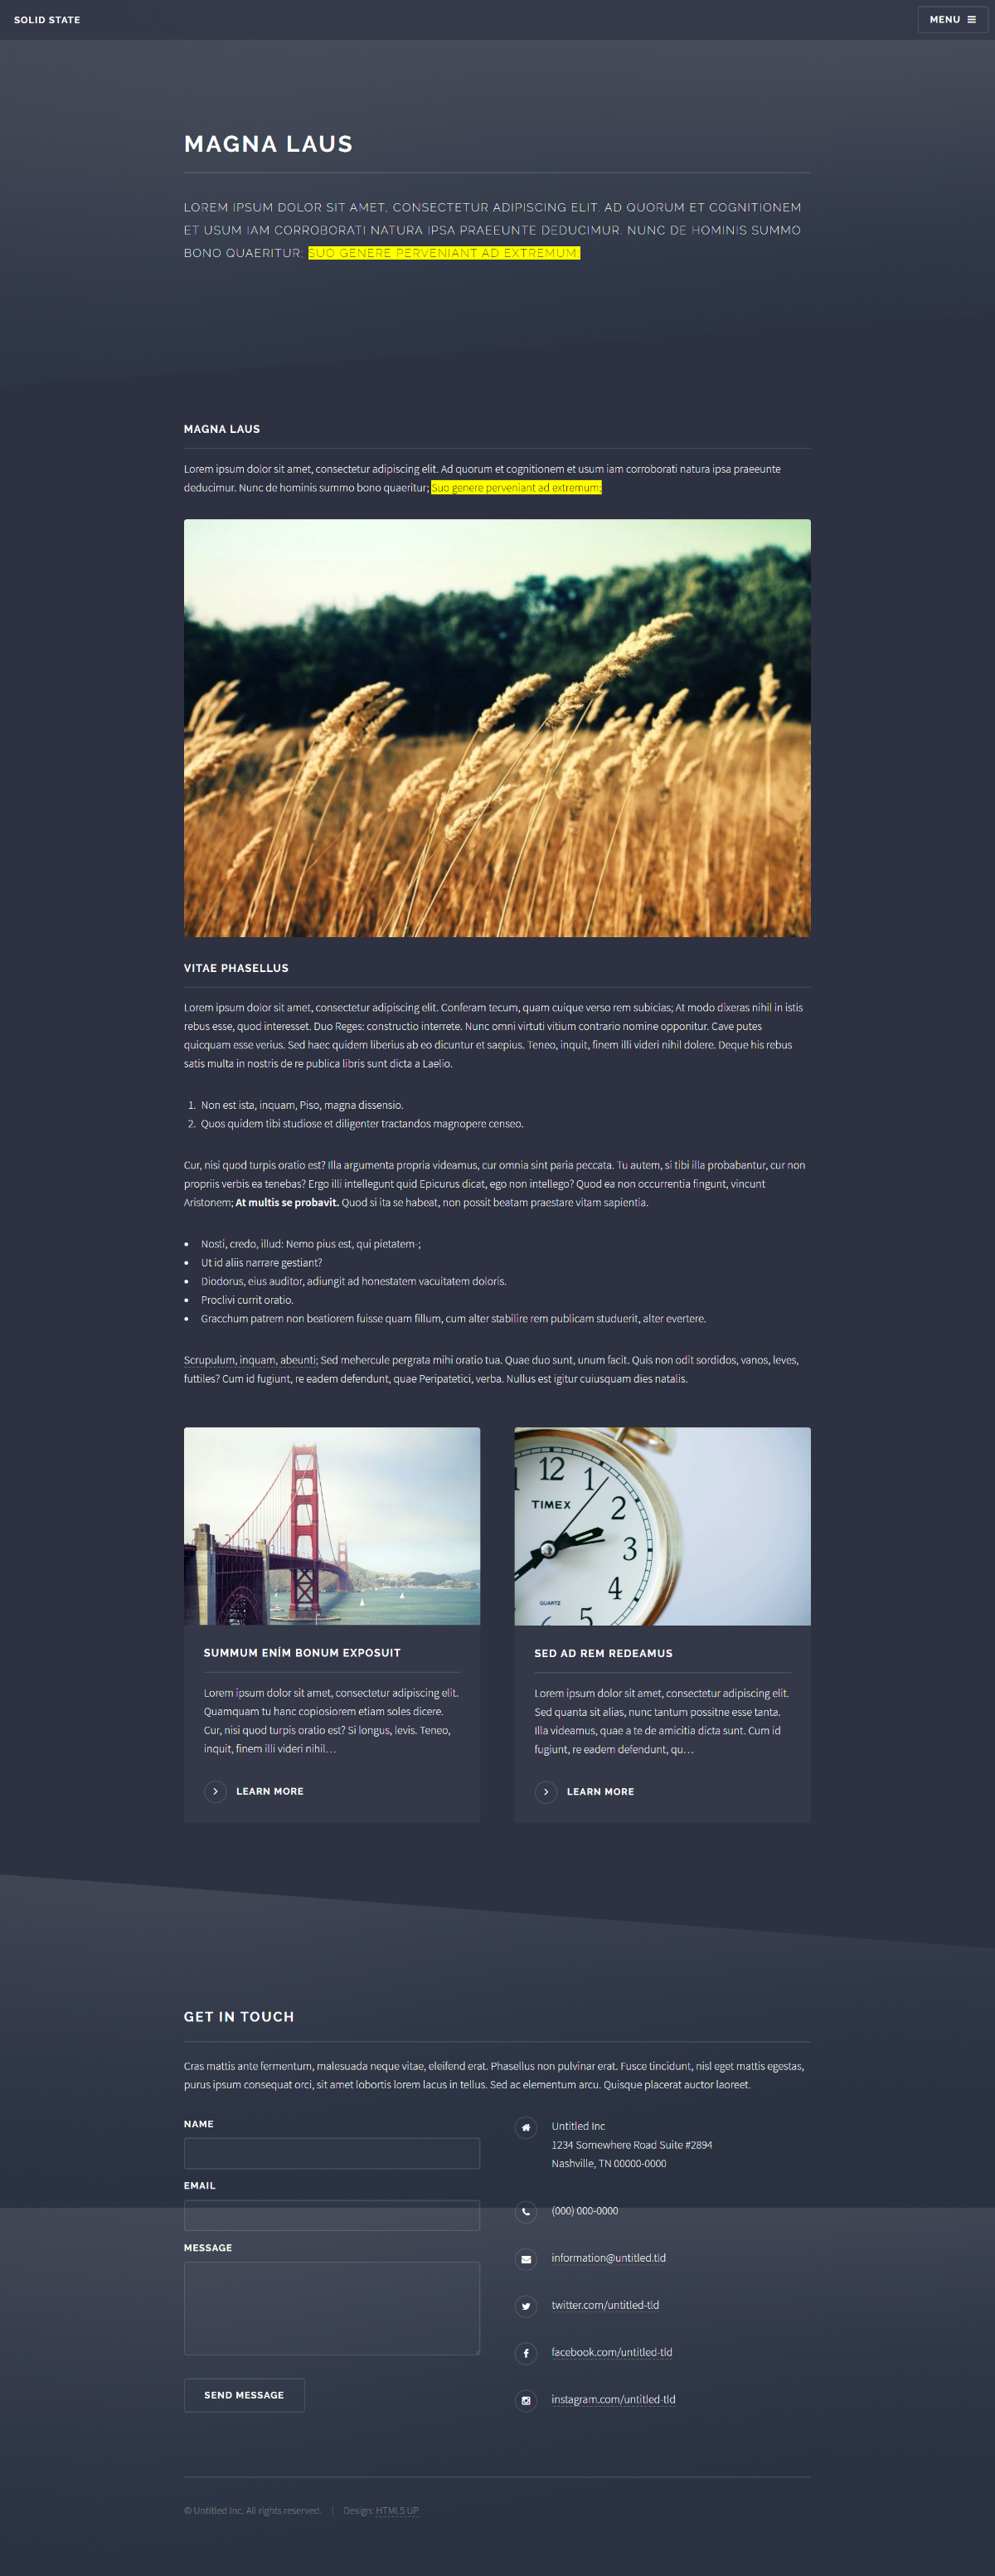 SOLID STATE
MENU
MAGNA LAUS
LOREM IPSUM DOLOR SIT AMET, CONSECTETUR ADIPISCING ELIT. AD QUORUM ET COGNITIONEM
ET USUM IAM CORROBORATI NATURA IPSA PRAEEUNTE DEDUCIMUR. NUNC DE HOMINIS SUMMO
BONO QUAERITUR; SUO GENERE PERVENIANT AD EXTREMUM;
MAGNA LAUS
Lorem ipsum dolor sit amet, consectetur adipiscing elit. Ad quorum et cognitionem et usum iam corroborati natura ipsa praeeunte
deducimur. Nunc de hominis summo bono quaeritur; Suo genere perveniant ad extremum;
VITAE PHASELLUS
Lorem ipsum dolor sit amet, consectetur adipiscing elit. Conferam tecum, quam cuique verso rem subicias; At modo dixeras nihil in istis
rebus esse, quod interesset. Duo Reges: constructio interrete. Nunc omni virtuti vitium contrario nomine opponitur. Cave putes
quicquam esse verius. Sed haec quidem liberius ab eo dicuntur et saepius. Teneo, inquit, finem illi videri nihil dolere. Deque his rebus
satis multa in nostris de re publica libris sunt dicta a Laelio.
1. Non est ista, inquam, Piso, magna dissensio.
2. Quos quidem tibi studiose et diligenter tractandos magnopere censeo.
Cur, nisi quod turpis oratio est? Illa argumenta propria videamus, cur omnia sint paria peccata. Tu autem, si tibi illa probabantur, cur non
propriis verbis ea tenebas? Ergo illi intellegunt quid Epicurus dicat, ego non intellego? Quod ea non occurrentia fingunt, vincunt
Aristonem; At multis se probavit. Quod si ita se habeat, non possit beatam praestare vitam sapientia.
• Nosti, credo, illud: Nemo pius est, qui pietatem-;
• Ut id aliis narrare gestiant?
• Diodorus, eius auditor, adiungit ad honestatem vacuitatem doloris.
• Proclivi currit oratio.
• Gracchum patrem non beatiorem fuisse quam fillum, cum alter stabilire rem publicam studuerit, alter evertere.
Scrupulum, inquam, abeunti; Sed mehercule pergrata mihi oratio tua. Quae duo sunt, unum facit. Quis non odit sordidos, vanos, leves,
futtiles? Cum id fugiunt, re eadem defendunt, quae Peripatetici, verba. Nullus est igitur cuiusquam dies natalis.
12
1
TIMEX
2
3
4
QUARTZ
5
SUMMUM ENİM BONUM EXPOSUIT
Lorem ipsum dolor sit amet, consectetur adipiscing elit.
Quamquam tu hanc copiosiorem etiam soles dicere.
Cur, nisi quod turpis oratio est? Si longus, levis. Teneo,
inquit, finem illi videri nihil…
LEARN MORE
SED AD REM REDEAMUS
Lorem ipsum dolor sit amet, consectetur adipiscing elit.
Sed quanta sit alias, nunc tantum possitne esse tanta.
Illa videamus, quae a te de amicitia dicta sunt. Cum id
fugiunt, re eadem defendunt, qu…
LEARN MORE
GET IN TOUCH
Cras mattis ante fermentum, malesuada neque vitae, eleifend erat. Phasellus non pulvinar erat. Fusce tincidunt, nisl eget mattis egestas,
purus ipsum consequat orci, sit amet lobortis lorem lacus in tellus. Sed ac elementum arcu. Quisque placerat auctor laoreet.
NAME
EMAIL
MESSAGE
SEND MESSAGE
Untitled Inc
1234 Somewhere Road Suite #2894
Nashville, TN 00000-0000
(000) 000-0000
information@untitled.tld
twitter.com/untitled-tld
facebook.com/untitled-tld
instagram.com/untitled-tld
© Untitled Inc. All rights reserved. | Design: HTML5 UP